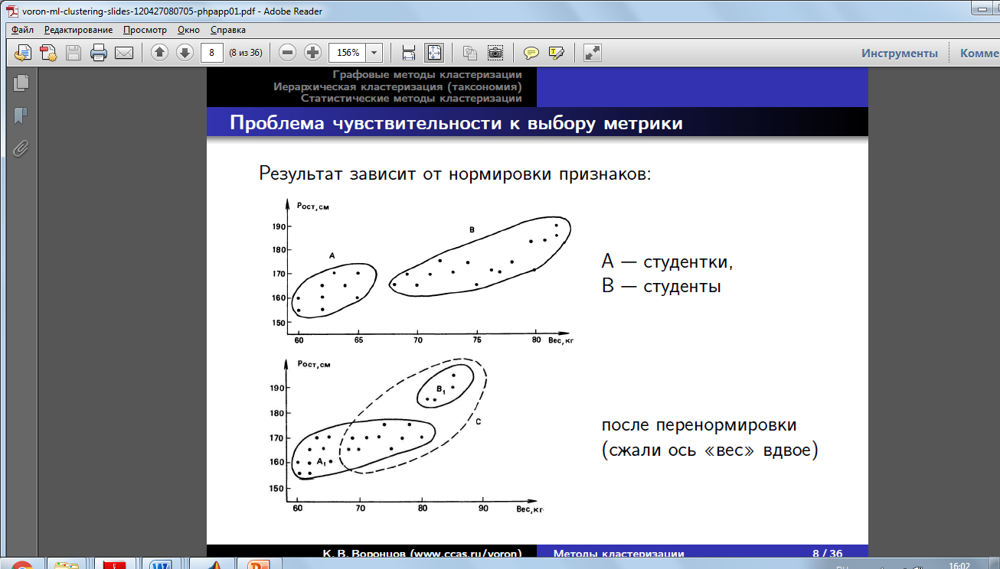 voron-ml-clustering-slides-120427080705-phpapp01.pdf - Adobe Reader
Файл Редактирование Просмотр Окно Справка
8 (8 из 36) 156% Инструменты Комме
Графовые методы кластеризации
Иерархическая кластеризация (таксономия)
Статистические методы кластеризации
Проблема чувствительности к выбору метрики
Результат зависит от нормировки признаков:
Рост, см
190
180
170
160
150
A
B
60 65 70 75 80 Вес, кг
A — студентки,
B — студенты
Рост, см
190
180
170
160
150
B1
C
A1
60 70 80 90 Вес, кг
после перенормировки
(сжали ось «вес» вдвое)
К. В. Воронцов (www.ccas.ru/voron) Методы кластеризации 8 / 36
16:02